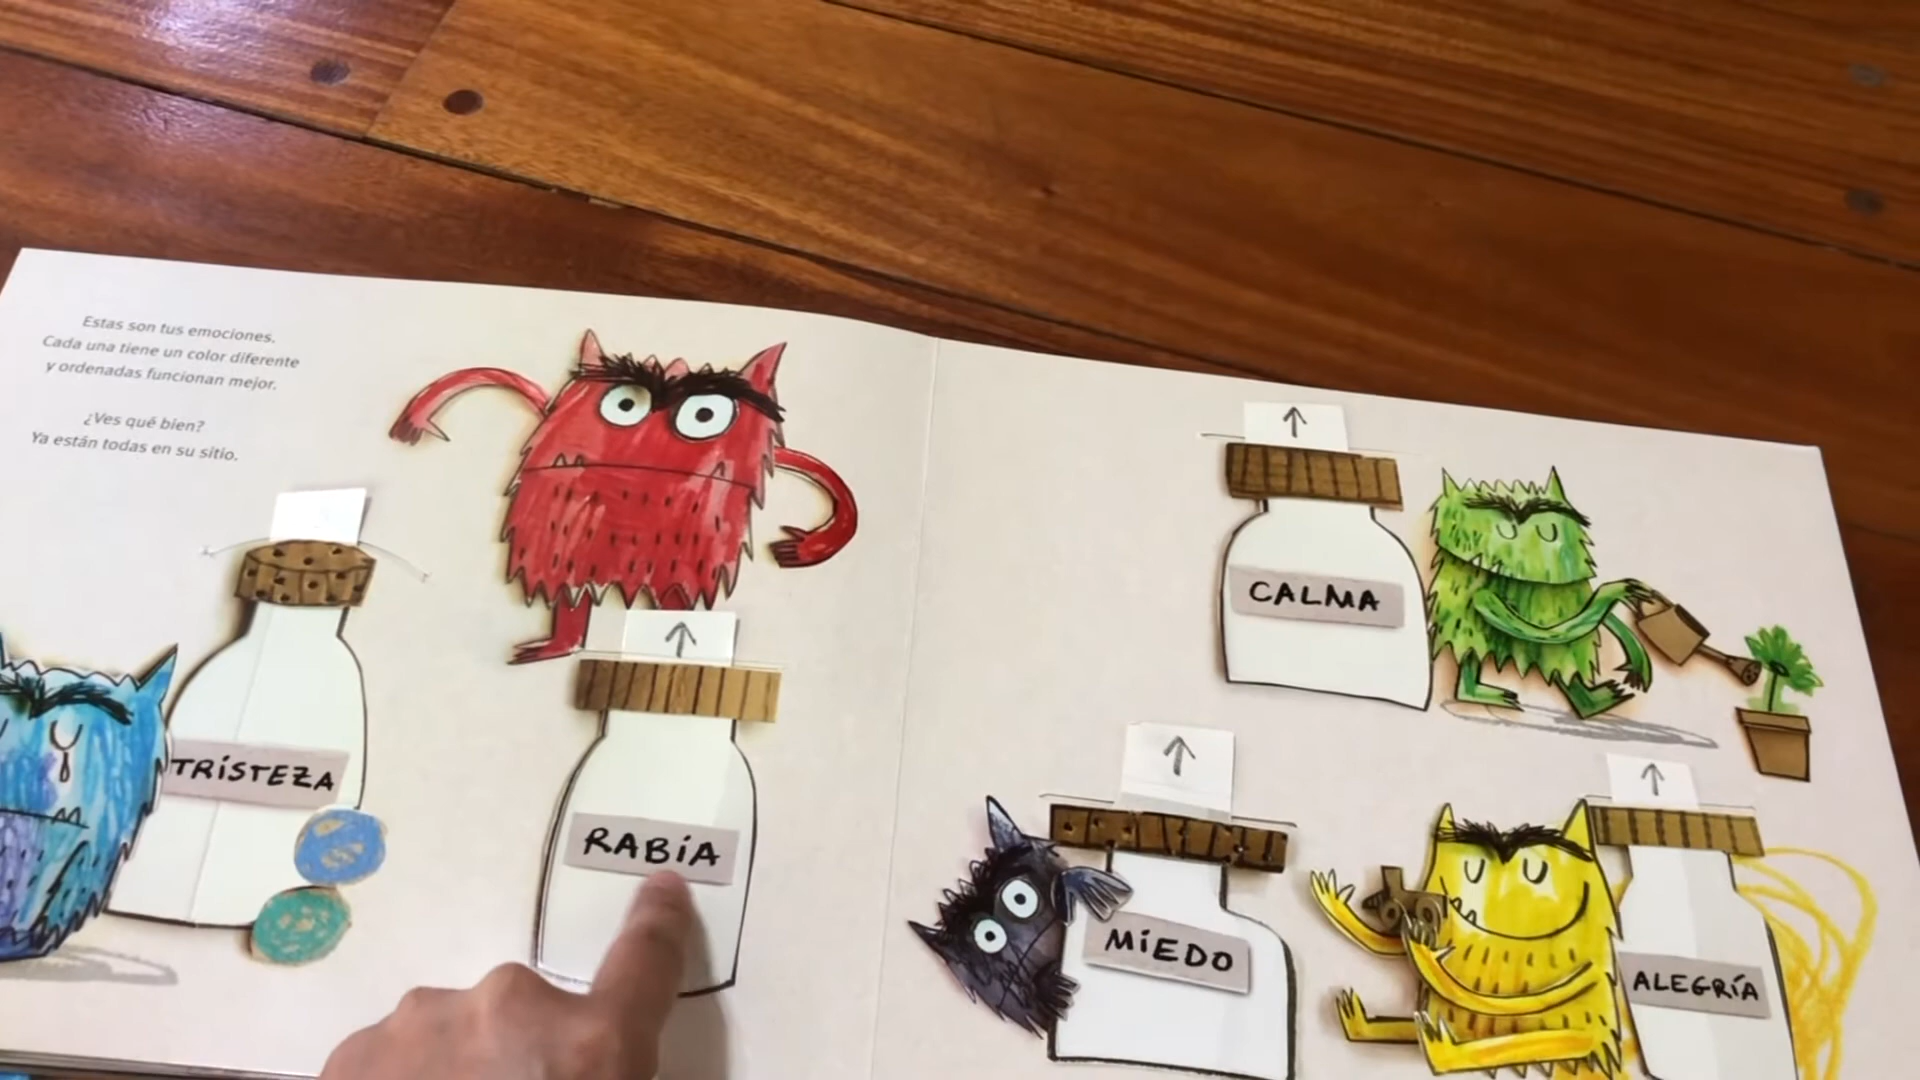 Estas son tus emociones.
Cada una tiene un color diferente
y ordenadas funcionan mejor.
¿Ves qué bien?
Ya están todas en su sitio.
TRiSTEZA
RABiA
CALMA
MiEDO
ALEGRíA